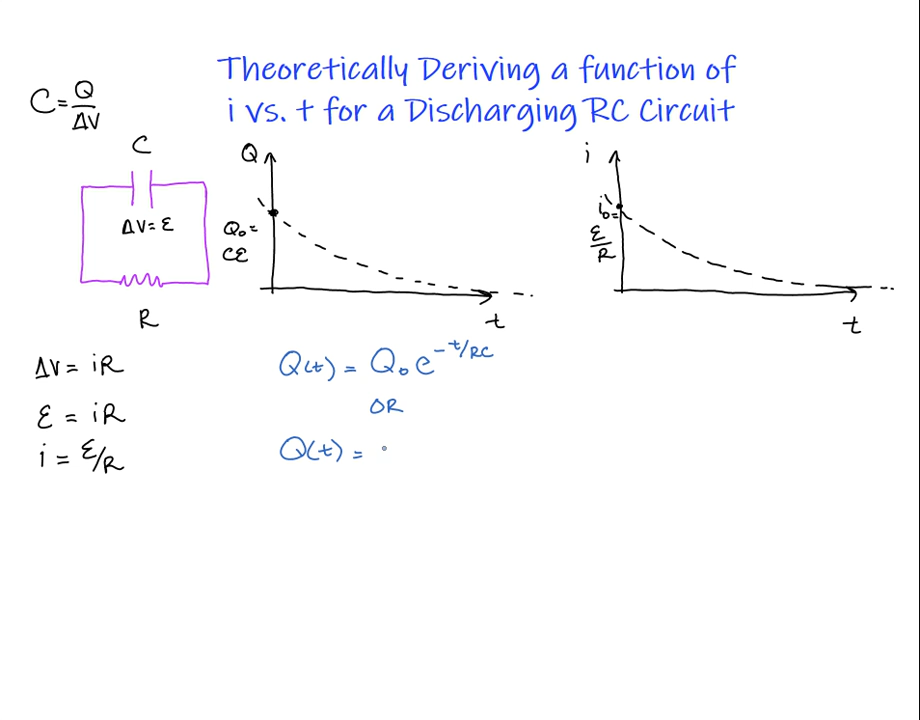 Theoretically Deriving a function of
i vs. t for a Discharging RC Circuit
C = Q/ΔV
C
ΔV = ε
R
Q
Q₀ =
Cε
t
i
i₀ =
ε/R
t
ΔV = iR
ε = iR
i = ε/R
Q(t) = Q₀ e^(-t/RC)
OR
Q(t) =